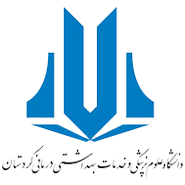 دانشگاه علوم پزشکی و خدمات بهداشتی درمانی کردستان